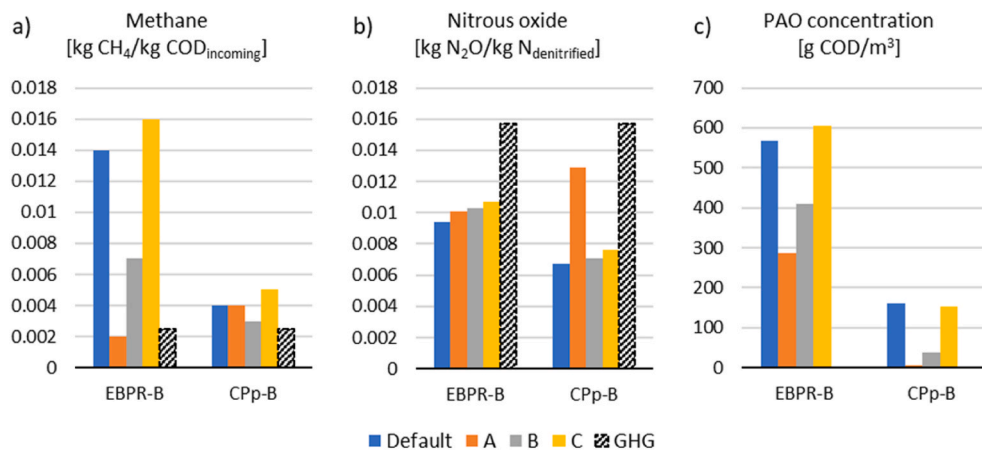 a)
Methane
[kg CH₄/kg COD_incoming]
0.018
0.016
0.014
0.012
0.01
0.008
0.006
0.004
0.002
0
EBPR-B CPp-B
b)
Nitrous oxide
[kg N₂O/kg N_denitrified]
0.018
0.016
0.014
0.012
0.01
0.008
0.006
0.004
0.002
0
EBPR-B CPp-B
c)
PAO concentration
[g COD/m³]
700
600
500
400
300
200
100
0
EBPR-B CPp-B
Default A B C GHG